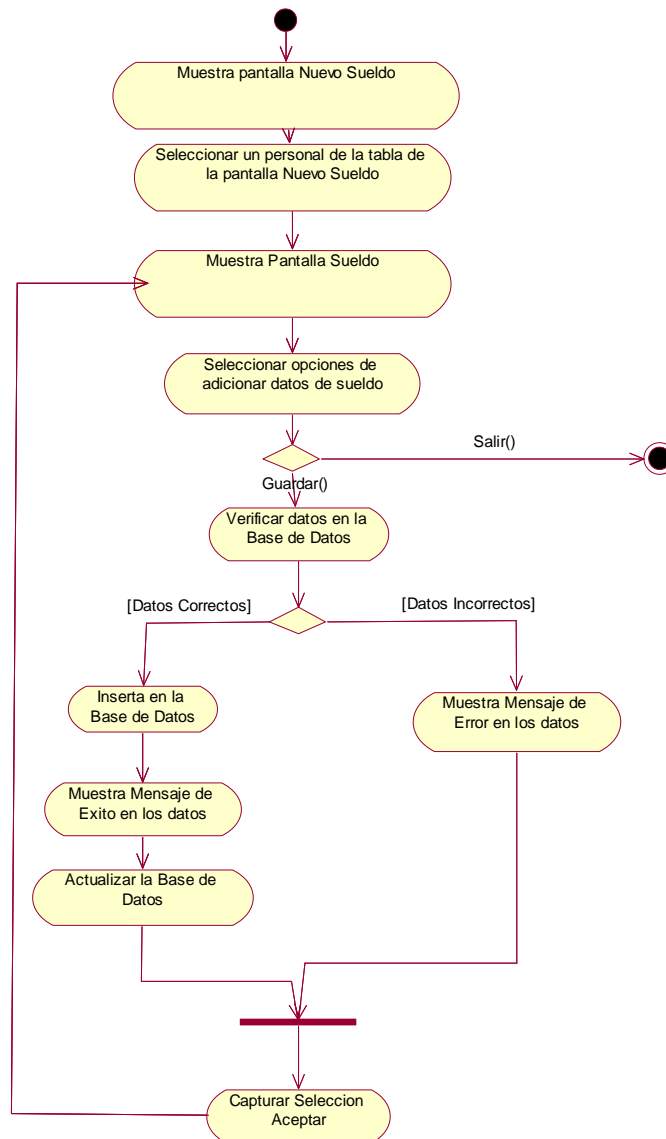 Muestra pantalla Nuevo Sueldo
Seleccionar un personal de la tabla de
la pantalla Nuevo Sueldo
Muestra Pantalla Sueldo
Seleccionar opciones de
adicionar datos de sueldo
Salir()
Guardar()
Verificar datos en la
Base de Datos
[Datos Correctos]
[Datos Incorrectos]
Inserta en la
Base de Datos
Muestra Mensaje de
Error en los datos
Muestra Mensaje de
Exito en los datos
Actualizar la Base de
Datos
Capturar Seleccion
Aceptar